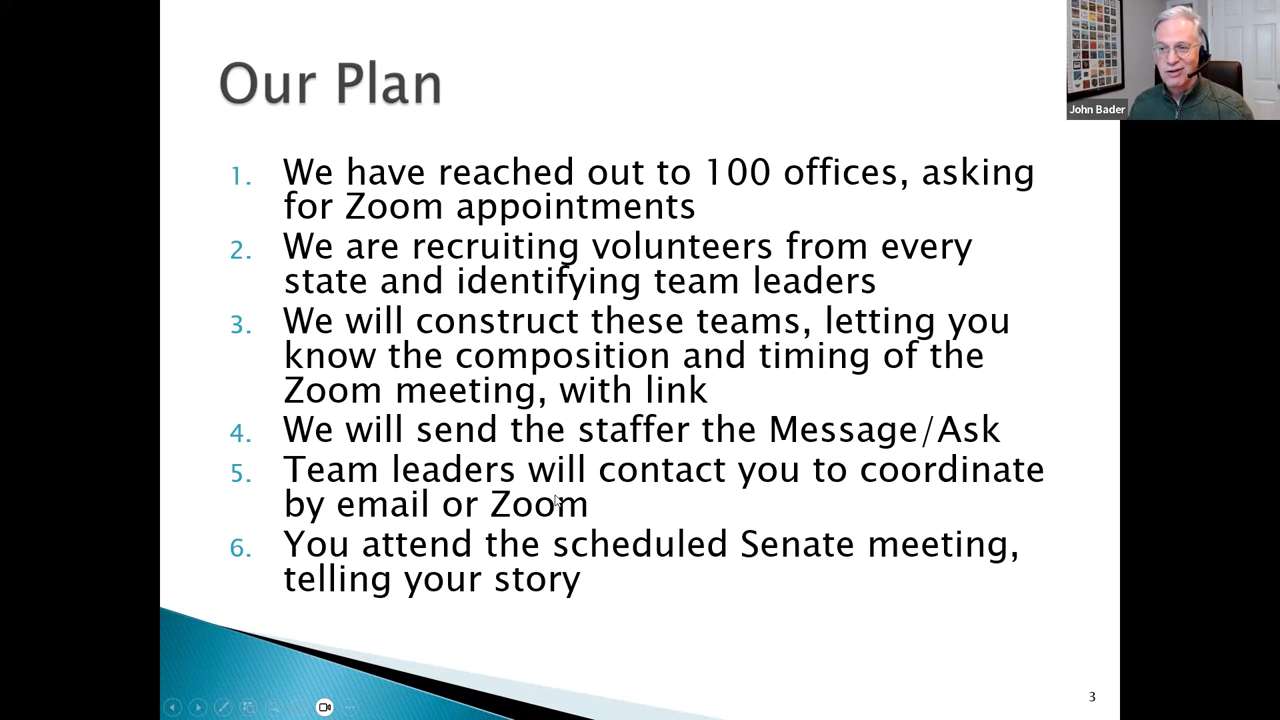 Our Plan
John Bader
1. We have reached out to 100 offices, asking
for Zoom appointments
2. We are recruiting volunteers from every
state and identifying team leaders
3. We will construct these teams, letting you
know the composition and timing of the
Zoom meeting, with link
4. We will send the staffer the Message/Ask
5. Team leaders will contact you to coordinate
by email or Zoom
6. You attend the scheduled Senate meeting,
telling your story
3